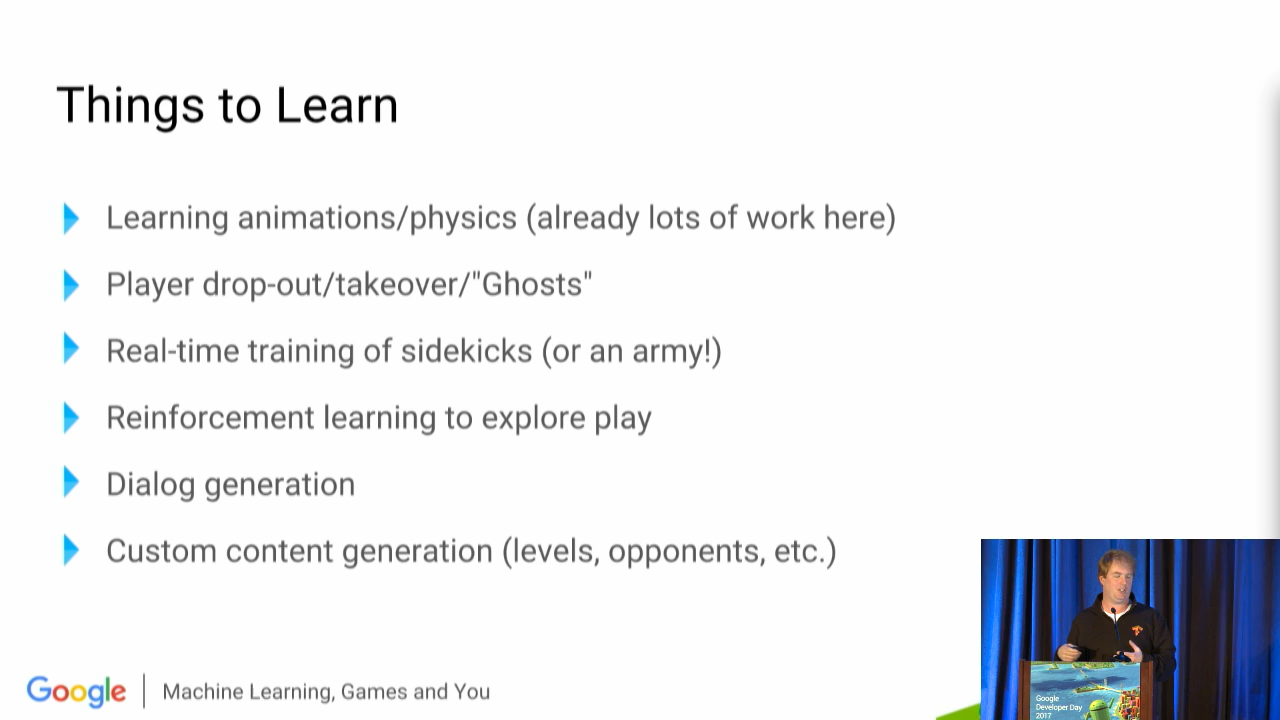 Things to Learn
Learning animations/physics (already lots of work here)
Player drop-out/takeover/"Ghosts"
Real-time training of sidekicks (or an army!)
Reinforcement learning to explore play
Dialog generation
Custom content generation (levels, opponents, etc.)
Google | Machine Learning, Games and You
Google
Developer Day
2017